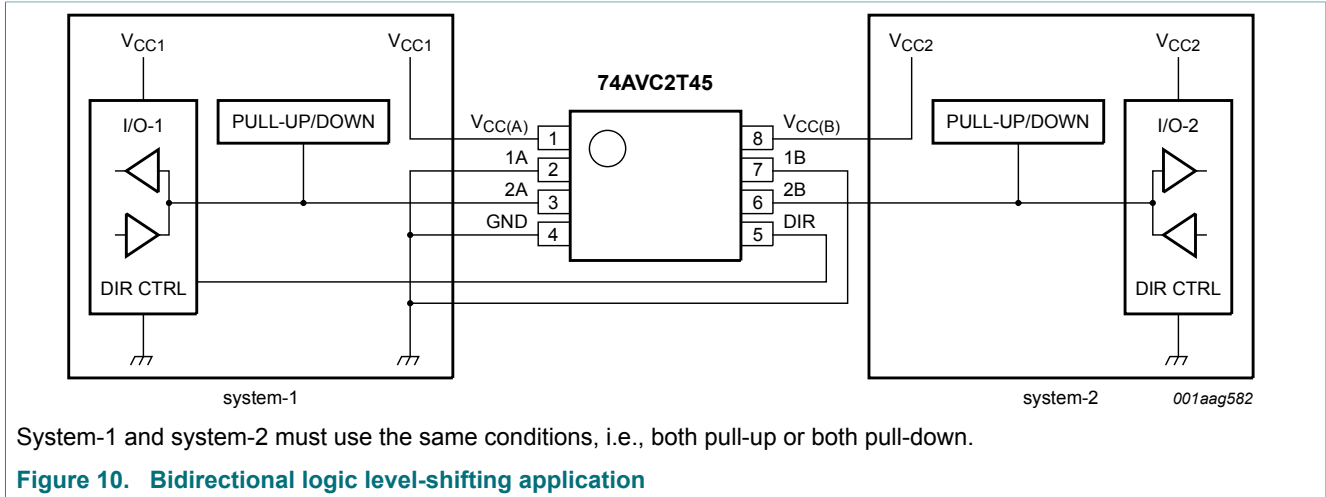 VCC1
VCC1
VCC2
VCC2
74AVC2T45
I/O-1
PULL-UP/DOWN
PULL-UP/DOWN
I/O-2
VCC(A)
1
8
VCC(B)
1A
2
7
1B
2A
3
6
2B
GND
4
5
DIR
DIR CTRL
DIR CTRL
system-1
system-2
001aag582
System-1 and system-2 must use the same conditions, i.e., both pull-up or both pull-down.
Figure 10. Bidirectional logic level-shifting application